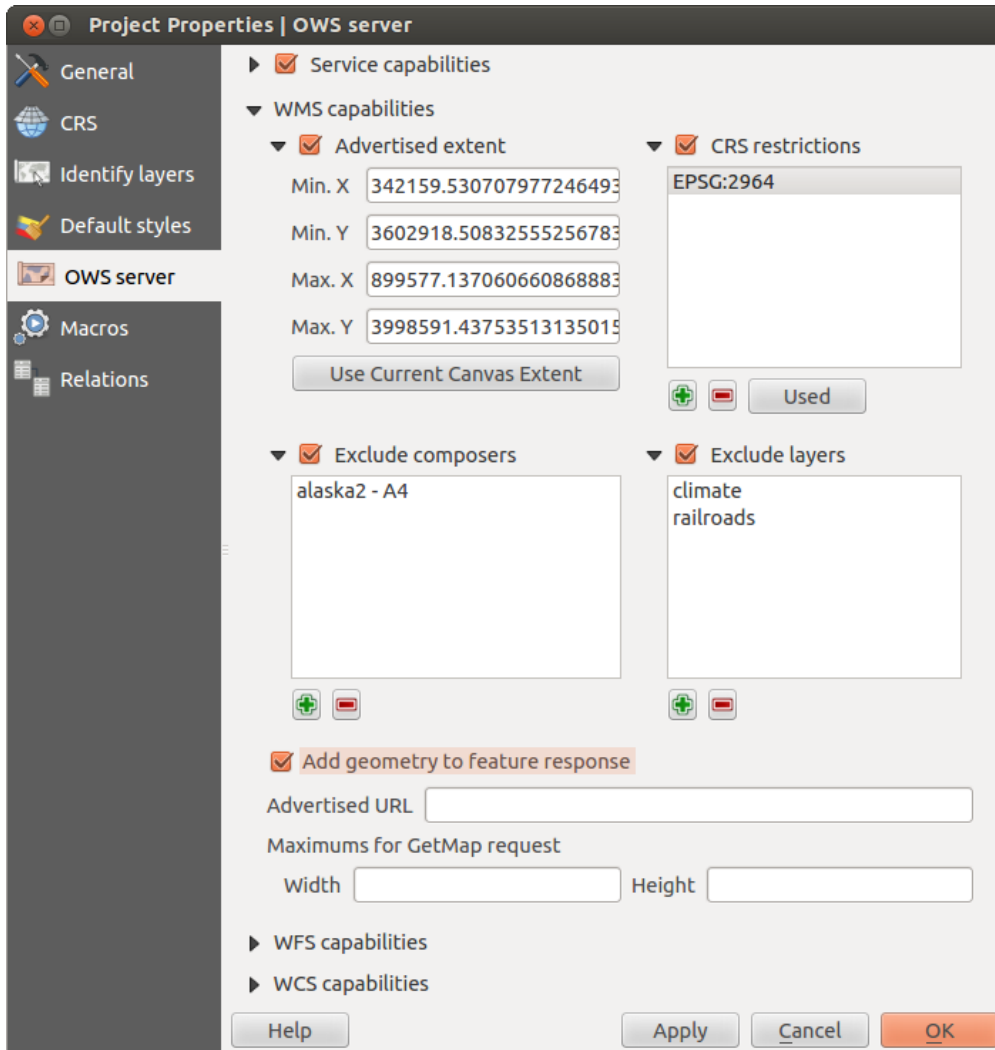 Project Properties | OWS server
General
CRS
Identify layers
Default styles
OWS server
Macros
Relations
Service capabilities
WMS capabilities
Advertised extent
Min. X 342159.530707977246493
Min. Y 3602918.50832555256783
Max. X 899577.137060660868883
Max. Y 3998591.43753513135015
Use Current Canvas Extent
CRS restrictions
EPSG:2964
Used
Exclude composers
alaska2 - A4
Exclude layers
climate
railroads
Add geometry to feature response
Advertised URL
Maximums for GetMap request
Width Height
WFS capabilities
WCS capabilities
Help Apply Cancel OK